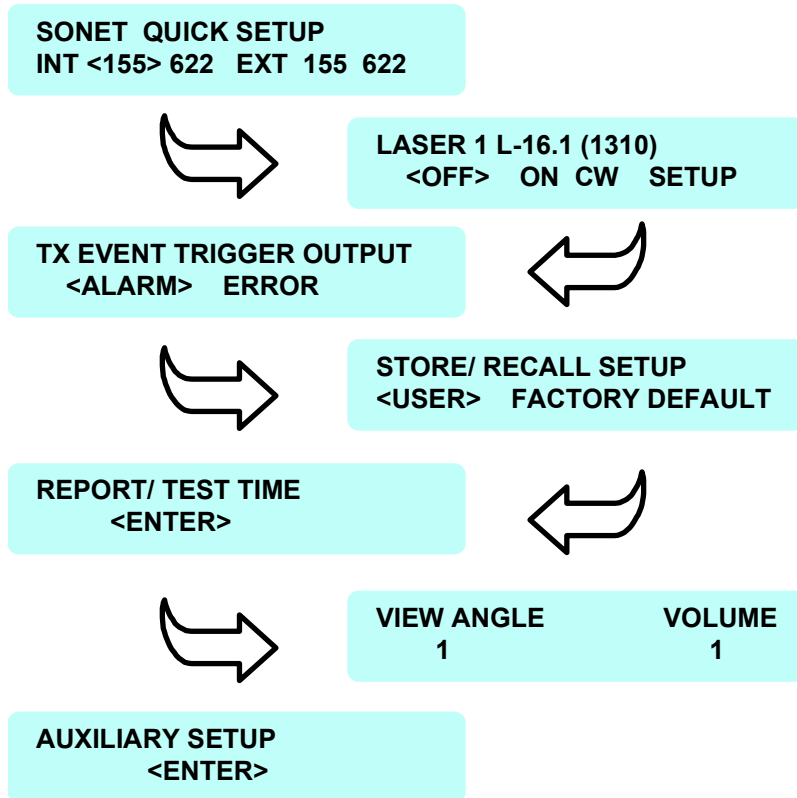 SONET QUICK SETUP
INT <155> 622 EXT 155 622
LASER 1 L-16.1 (1310)
<OFF> ON CW SETUP
TX EVENT TRIGGER OUTPUT
<ALARM> ERROR
STORE/ RECALL SETUP
<USER> FACTORY DEFAULT
REPORT/ TEST TIME
<ENTER>
VIEW ANGLE VOLUME
1 1
AUXILIARY SETUP
<ENTER>